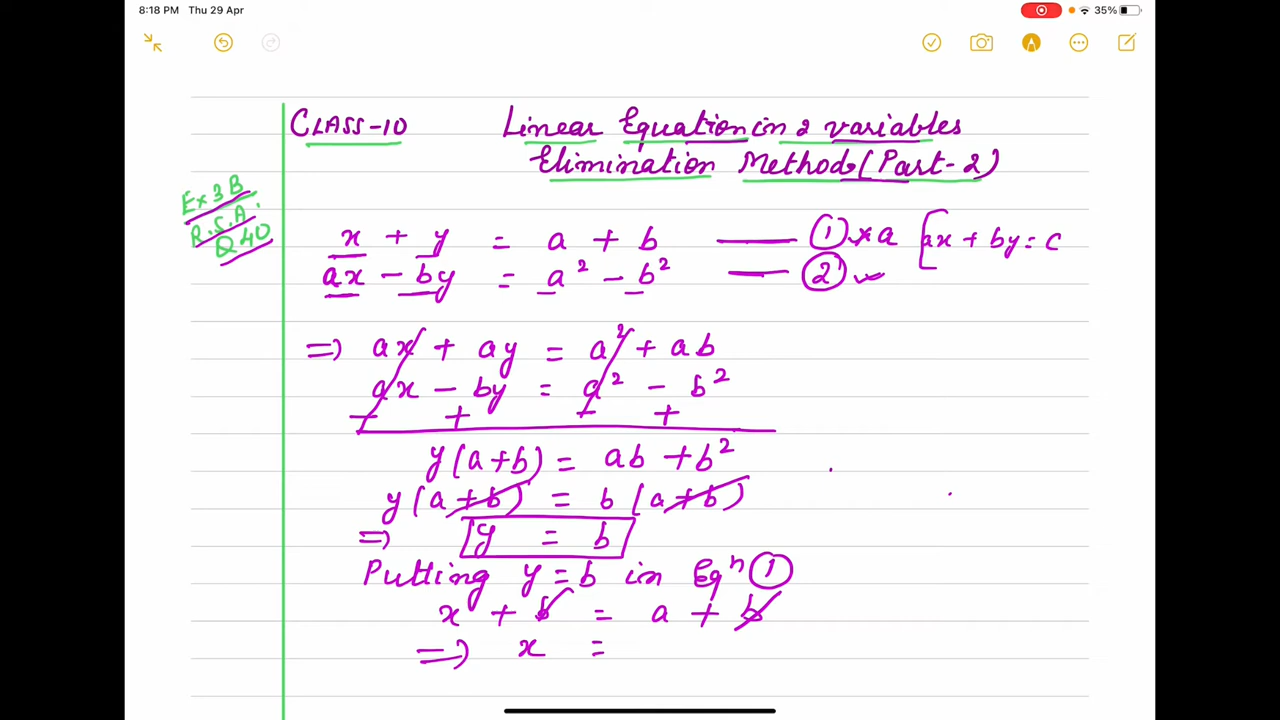 8:18 PM Thu 29 Apr 35%
CLASS-10 Linear Equation in 2 variables
Elimination Method (Part-2)
Ex 3B
R.S.A.
Q 40
x + y = a + b —— ① × a [ax + by = c
ax - by = a² - b² —— ②
⇒ ax + ay = a² + ab
ax - by = a² - b²
- + - +
y(a+b) = ab + b²
y(a+b) = b(a+b)
⇒ y = b
Putting y = b in Eqⁿ ①
x + b = a + b
⇒ x =